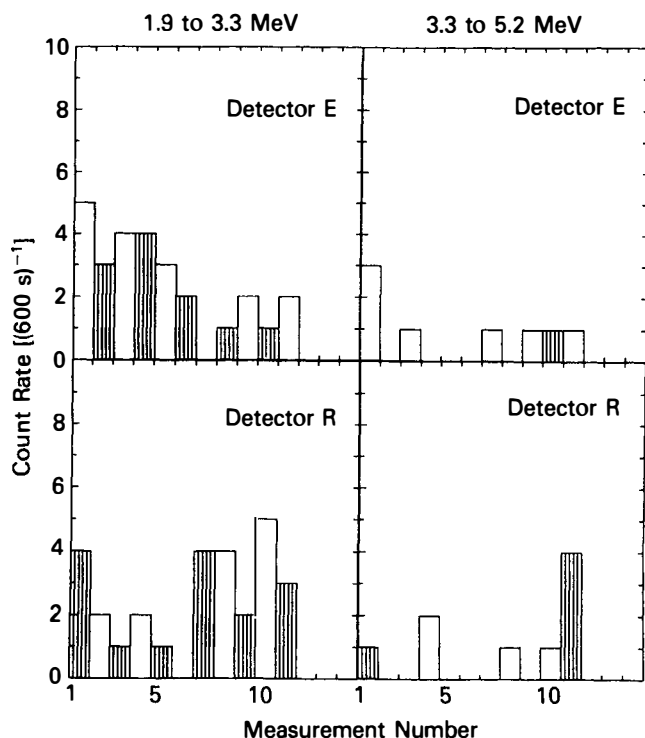 1.9 to 3.3 MeV 3.3 to 5.2 MeV
10
8
6
4
2
0
Detector E Detector E
8
6
4
2
0
Detector R Detector R
Count Rate [(600 s)⁻¹]
1 5 10 1 5 10
Measurement Number